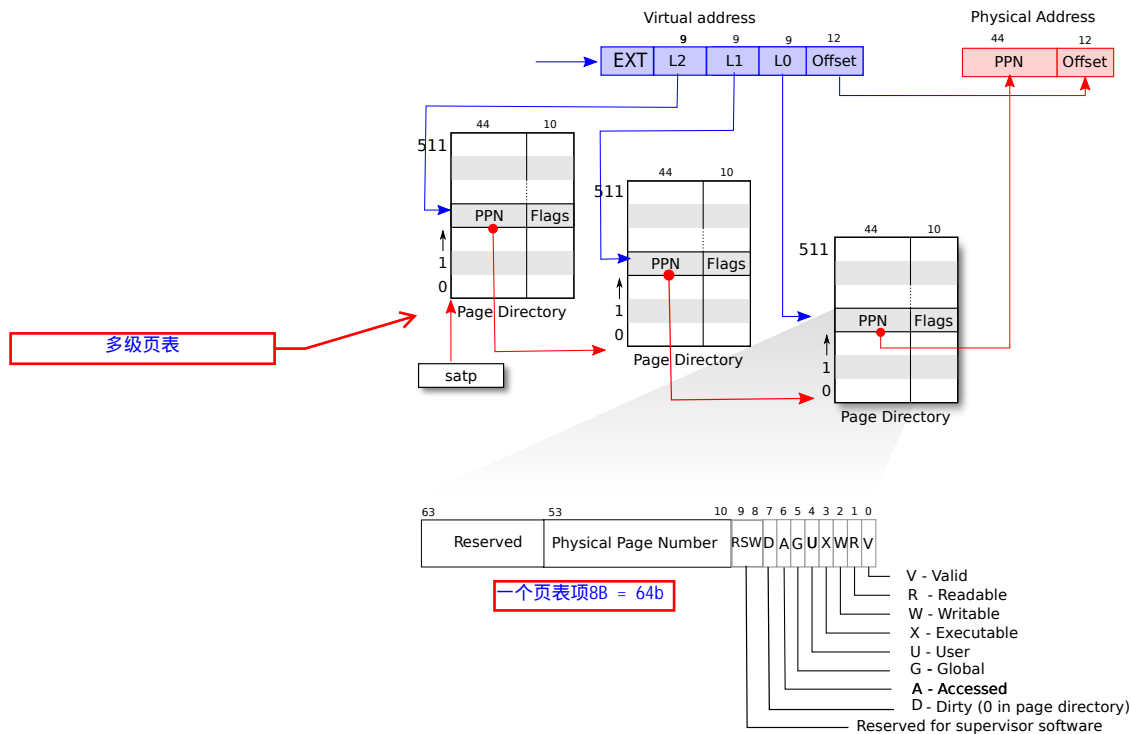 Virtual address
Physical Address
9 9 9 12
44 12
EXT L2 L1 L0 Offset
PPN Offset
44 10
511
PPN Flags
1
0
Page Directory
satp
44 10
511
PPN Flags
1
0
Page Directory
44 10
511
PPN Flags
1
0
Page Directory
多级页表
63 53 10 9 8 7 6 5 4 3 2 1 0
Reserved Physical Page Number RSW D A G U X W R V
一个页表项8B = 64b
V - Valid
R - Readable
W - Writable
X - Executable
U - User
G - Global
A - Accessed
D - Dirty (0 in page directory)
Reserved for supervisor software